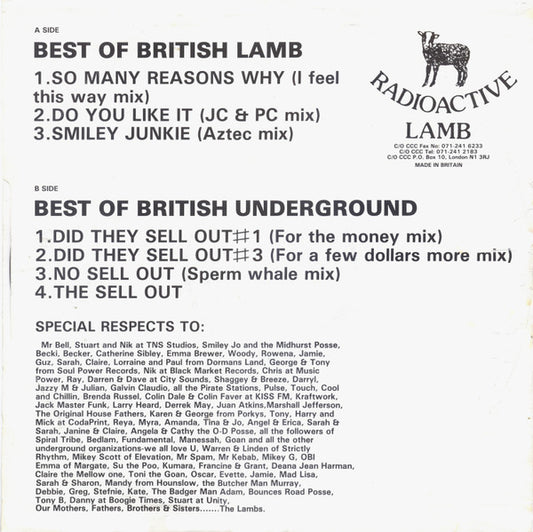 A SIDE
BEST OF BRITISH LAMB
1.SO MANY REASONS WHY (I feel
this way mix)
2.DO YOU LIKE IT (JC & PC mix)
3.SMILEY JUNKIE (Aztec mix)
RADIOACTIVE
LAMB
C/O CCC Fax No: 071-241 6233
C/O CCC Tel: 071-241 2183
C/O CCC P.O. Box 10, London N1 3RJ
MADE IN BRITAIN
B SIDE
BEST OF BRITISH UNDERGROUND
1.DID THEY SELL OUT#1 (For the money mix)
2.DID THEY SELL OUT#3 (For a few dollars more mix)
3.NO SELL OUT (Sperm whale mix)
4.THE SELL OUT
SPECIAL RESPECTS TO:
Mr Bell, Stuart and Nik at TNS Studios, Smiley Jo and the Midhurst Posse,
Becki, Becker, Catherine Sibley, Emma Brewer, Woody, Rowena, Jamie,
Guz, Sarah, Claire, Lorraine and Paul from Dormans Land, George & Tony
from Soul Power Records, Nik at Black Market Records, Chris at Music
Power, Ray, Darren & Dave at City Sounds, Shaggey & Breeze, Darryl,
Jazzy M & Julian, Galvin Claudio, all the Pirate Stations, Pulse, Touch, Cool
and Chillin, Brenda Russel, Colin Dale & Colin Faver at KISS FM, Kraftwork,
Jack Master Funk, Larry Heard, Derrek May, Juan Atkins,Marshall Jefferson,
The Original House Fathers, Karen & George from Porkys, Tony, Harry and
Mick at CodaPrint, Reya, Myra, Amanda, Tina & Jo, Angel & Erica, Sarah &
Sarah, Janine & Claire, Angela & Cathy the O-D Posse, all the followers of
Spiral Tribe, Bedlam, Fundamental, Manessah, Goan and all the other
underground organizations-we all love U, Warren & Linden of Strictly
Rhythm, Mikey Scott of Elevation, Mr Spam, Mr Kebab, Mikey G, OBI
Emma of Margate, Su the Poo, Kumara, Francine & Grant, Deana Jean Harman,
Claire the Mellow one, Toni the Goan, Oscar, Evette, Jamie, Mad Lisa,
Sarah & Sharon, Mandy from Hounslow, the Butcher Man Murray,
Debbie, Greg, Stefnie, Kate, The Badger Man Adam, Bounces Road Posse,
Tony B, Danny at Boogie Times, Stuart at Unity,
Our Mothers, Fathers, Brothers & Sisters.......The Lambs.